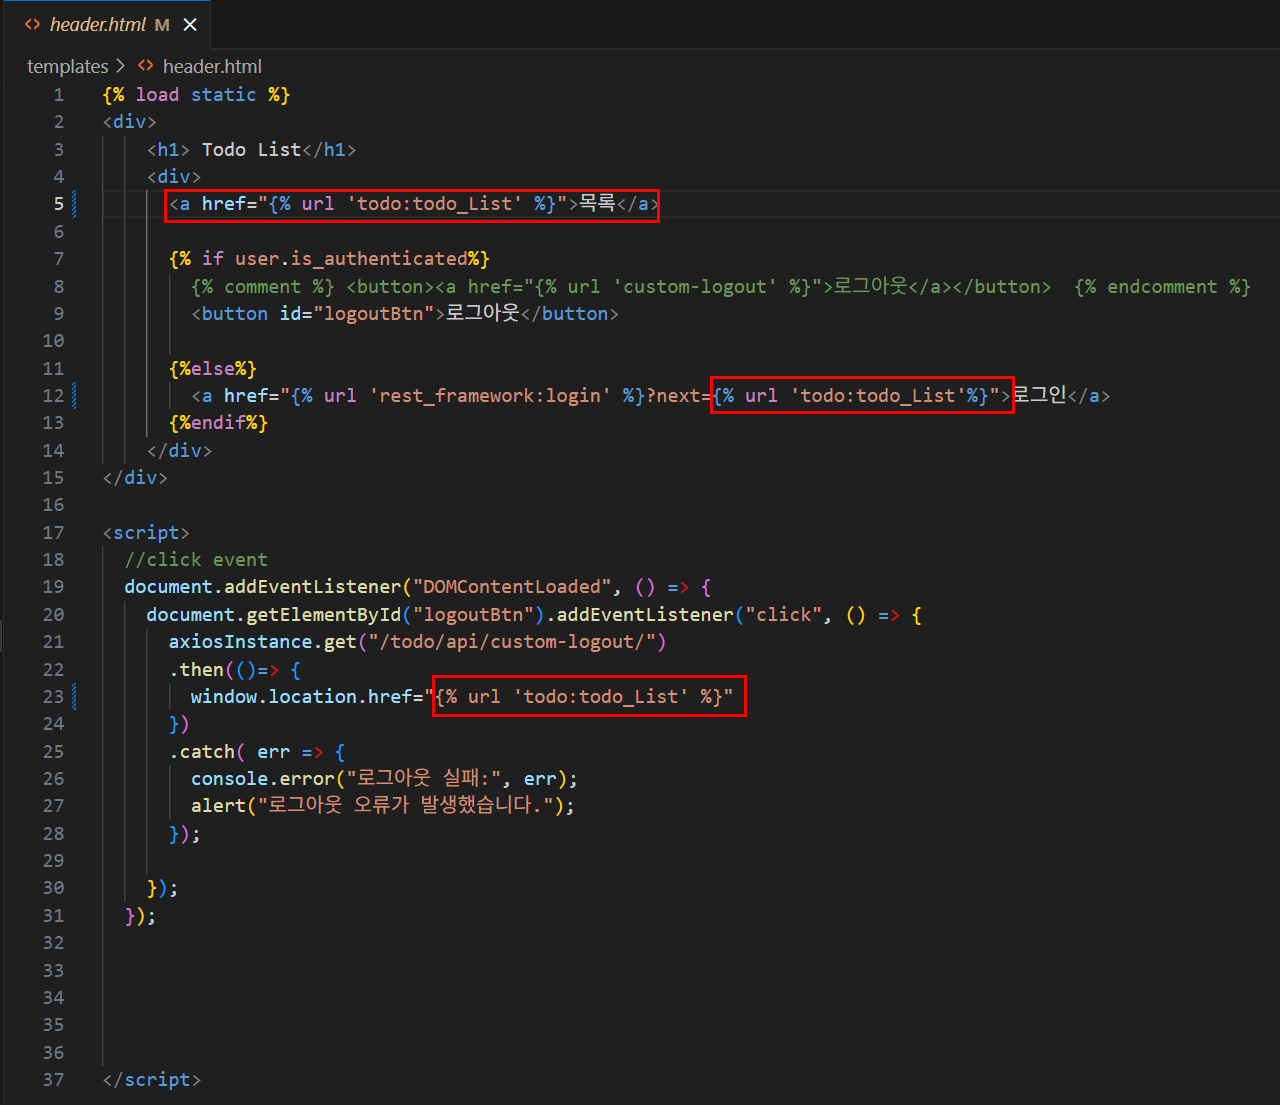 header.html M
templates > header.html
1 {% load static %}
2 <div>
3 <h1> Todo List</h1>
4 <div>
5 <a href="{% url 'todo:todo_List' %}">목록</a>
6
7 {% if user.is_authenticated%}
8 {% comment %} <button><a href="{% url 'custom-logout' %}">로그아웃</a></button>  {% endcomment %}
9 <button id="logoutBtn">로그아웃</button>
10
11 {%else%}
12 <a href="{% url 'rest_framework:login' %}?next={% url 'todo:todo_List'%}">로그인</a>
13 {%endif%}
14 </div>
15 </div>
16
17 <script>
18 //click event
19 document.addEventListener("DOMContentLoaded", () => {
20 document.getElementById("logoutBtn").addEventListener("click", () => {
21 axiosInstance.get("/todo/api/custom-logout/")
22 .then(()=> {
23 window.location.href="{% url 'todo:todo_List' %}"
24 })
25 .catch( err => {
26 console.error("로그아웃 실패:", err);
27 alert("로그아웃 오류가 발생했습니다.");
28 });
29
30 });
31 });
32
33
34
35
36
37 </script>